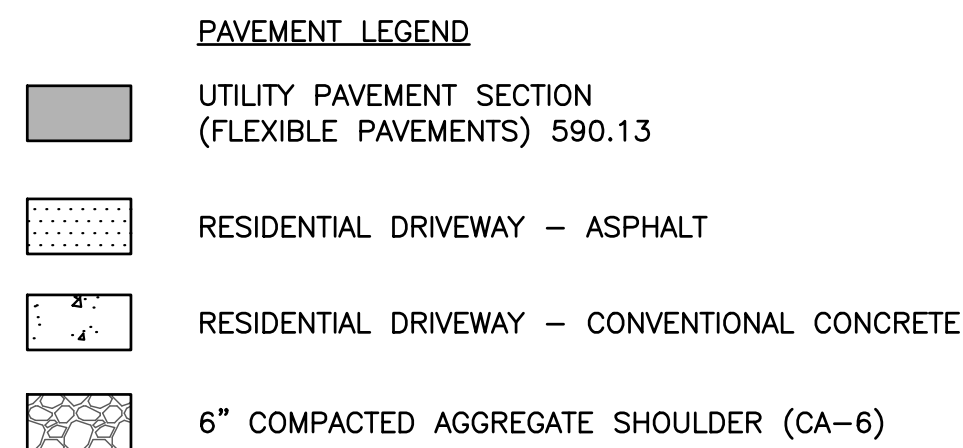 PAVEMENT LEGEND
UTILITY PAVEMENT SECTION
(FLEXIBLE PAVEMENTS) 590.13
RESIDENTIAL DRIVEWAY – ASPHALT
RESIDENTIAL DRIVEWAY – CONVENTIONAL CONCRETE
6" COMPACTED AGGREGATE SHOULDER (CA–6)